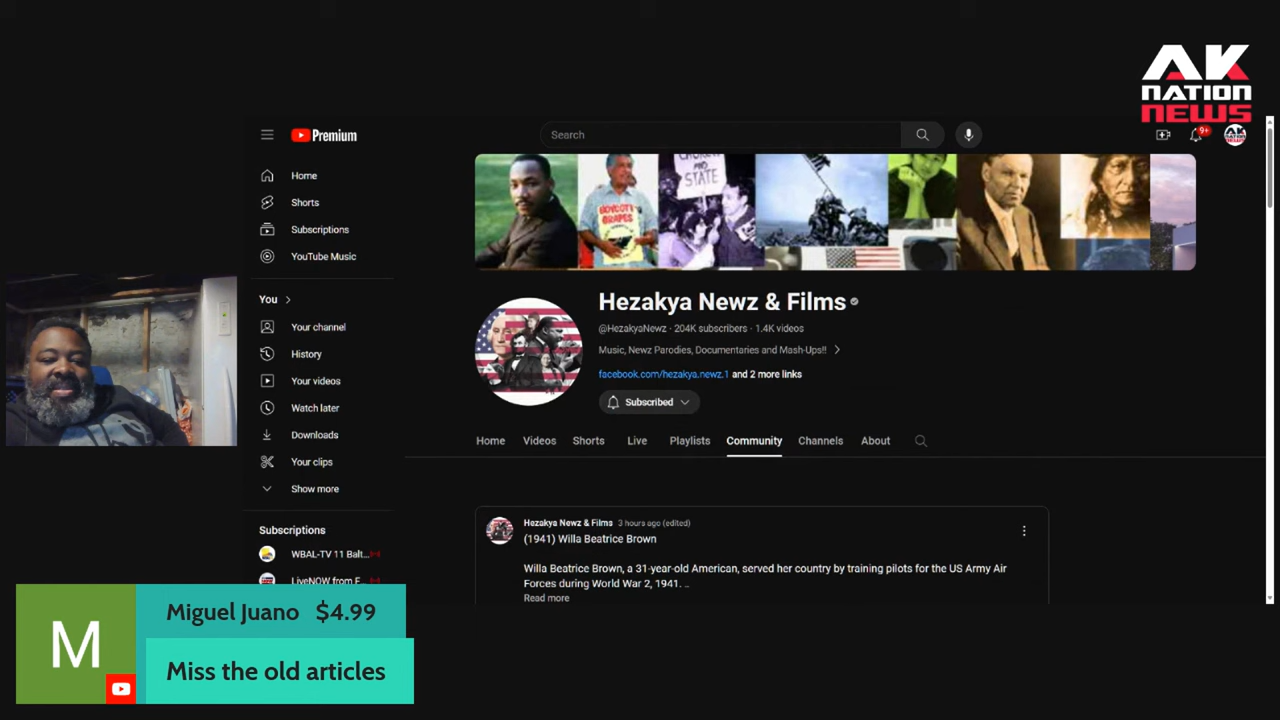 AK
NATION
NEWS
Premium
Search
9+
AK
NATION
NEWS
Home
Shorts
Subscriptions
YouTube Music
You
Your channel
History
Your videos
Watch later
Downloads
Your clips
Show more
Subscriptions
WBAL-TV 11 Balt...
LiveNOW from F...
BOYCOTT
GRAPES
STATE
Hezakya Newz & Films
@HezakyaNewz · 204K subscribers · 1.4K videos
Music, Newz Parodies, Documentaries and Mash-Ups!!
facebook.com/hezakya.newz.1 and 2 more links
Subscribed
Home Videos Shorts Live Playlists Community Channels About
Hezakya Newz & Films 3 hours ago (edited)
(1941) Willa Beatrice Brown
Willa Beatrice Brown, a 31-year-old American, served her country by training pilots for the US Army Air
Forces during World War 2, 1941. ...
Read more
M
Miguel Juano $4.99
Miss the old articles